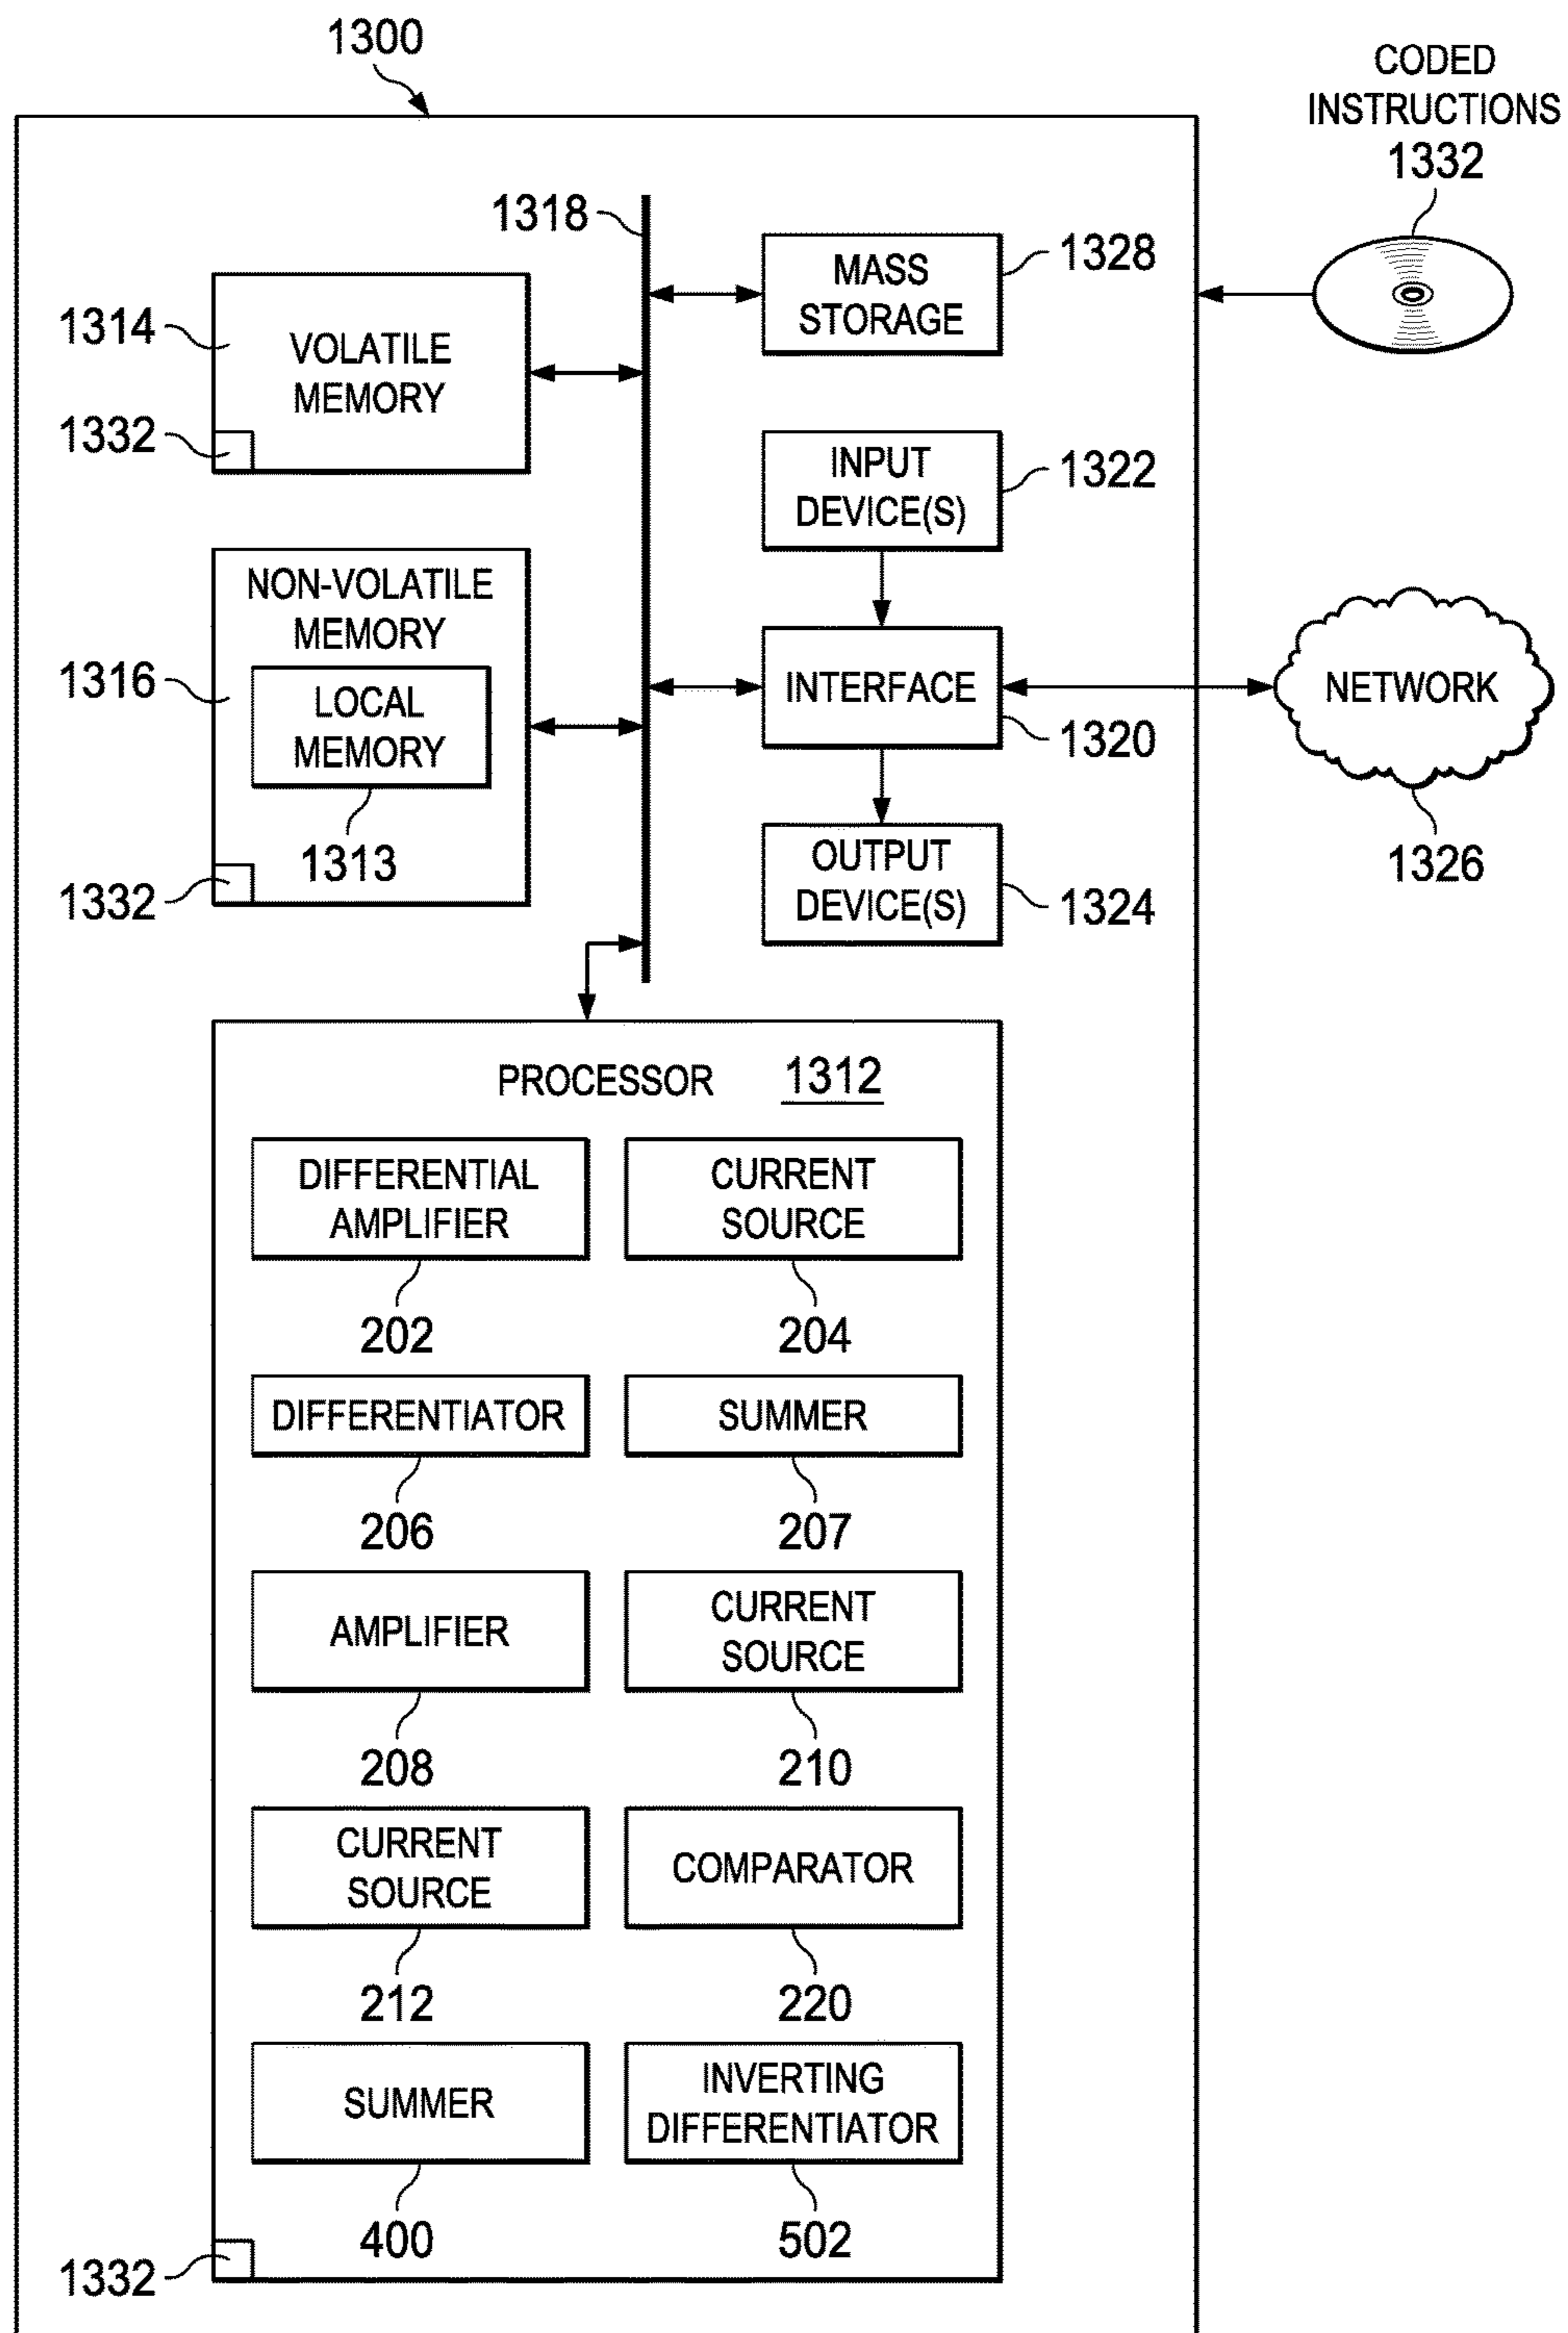 1300
CODED
INSTRUCTIONS
1332
1318
MASS
STORAGE
1328
1314
VOLATILE
MEMORY
1332
INPUT
DEVICE(S)
1322
NON-VOLATILE
MEMORY
1316
LOCAL
MEMORY
1313
1332
INTERFACE
1320
NETWORK
1326
OUTPUT
DEVICE(S)
1324
PROCESSOR 1312
DIFFERENTIAL
AMPLIFIER
202
CURRENT
SOURCE
204
DIFFERENTIATOR
206
SUMMER
207
AMPLIFIER
208
CURRENT
SOURCE
210
CURRENT
SOURCE
212
COMPARATOR
220
SUMMER
400
INVERTING
DIFFERENTIATOR
502
1332